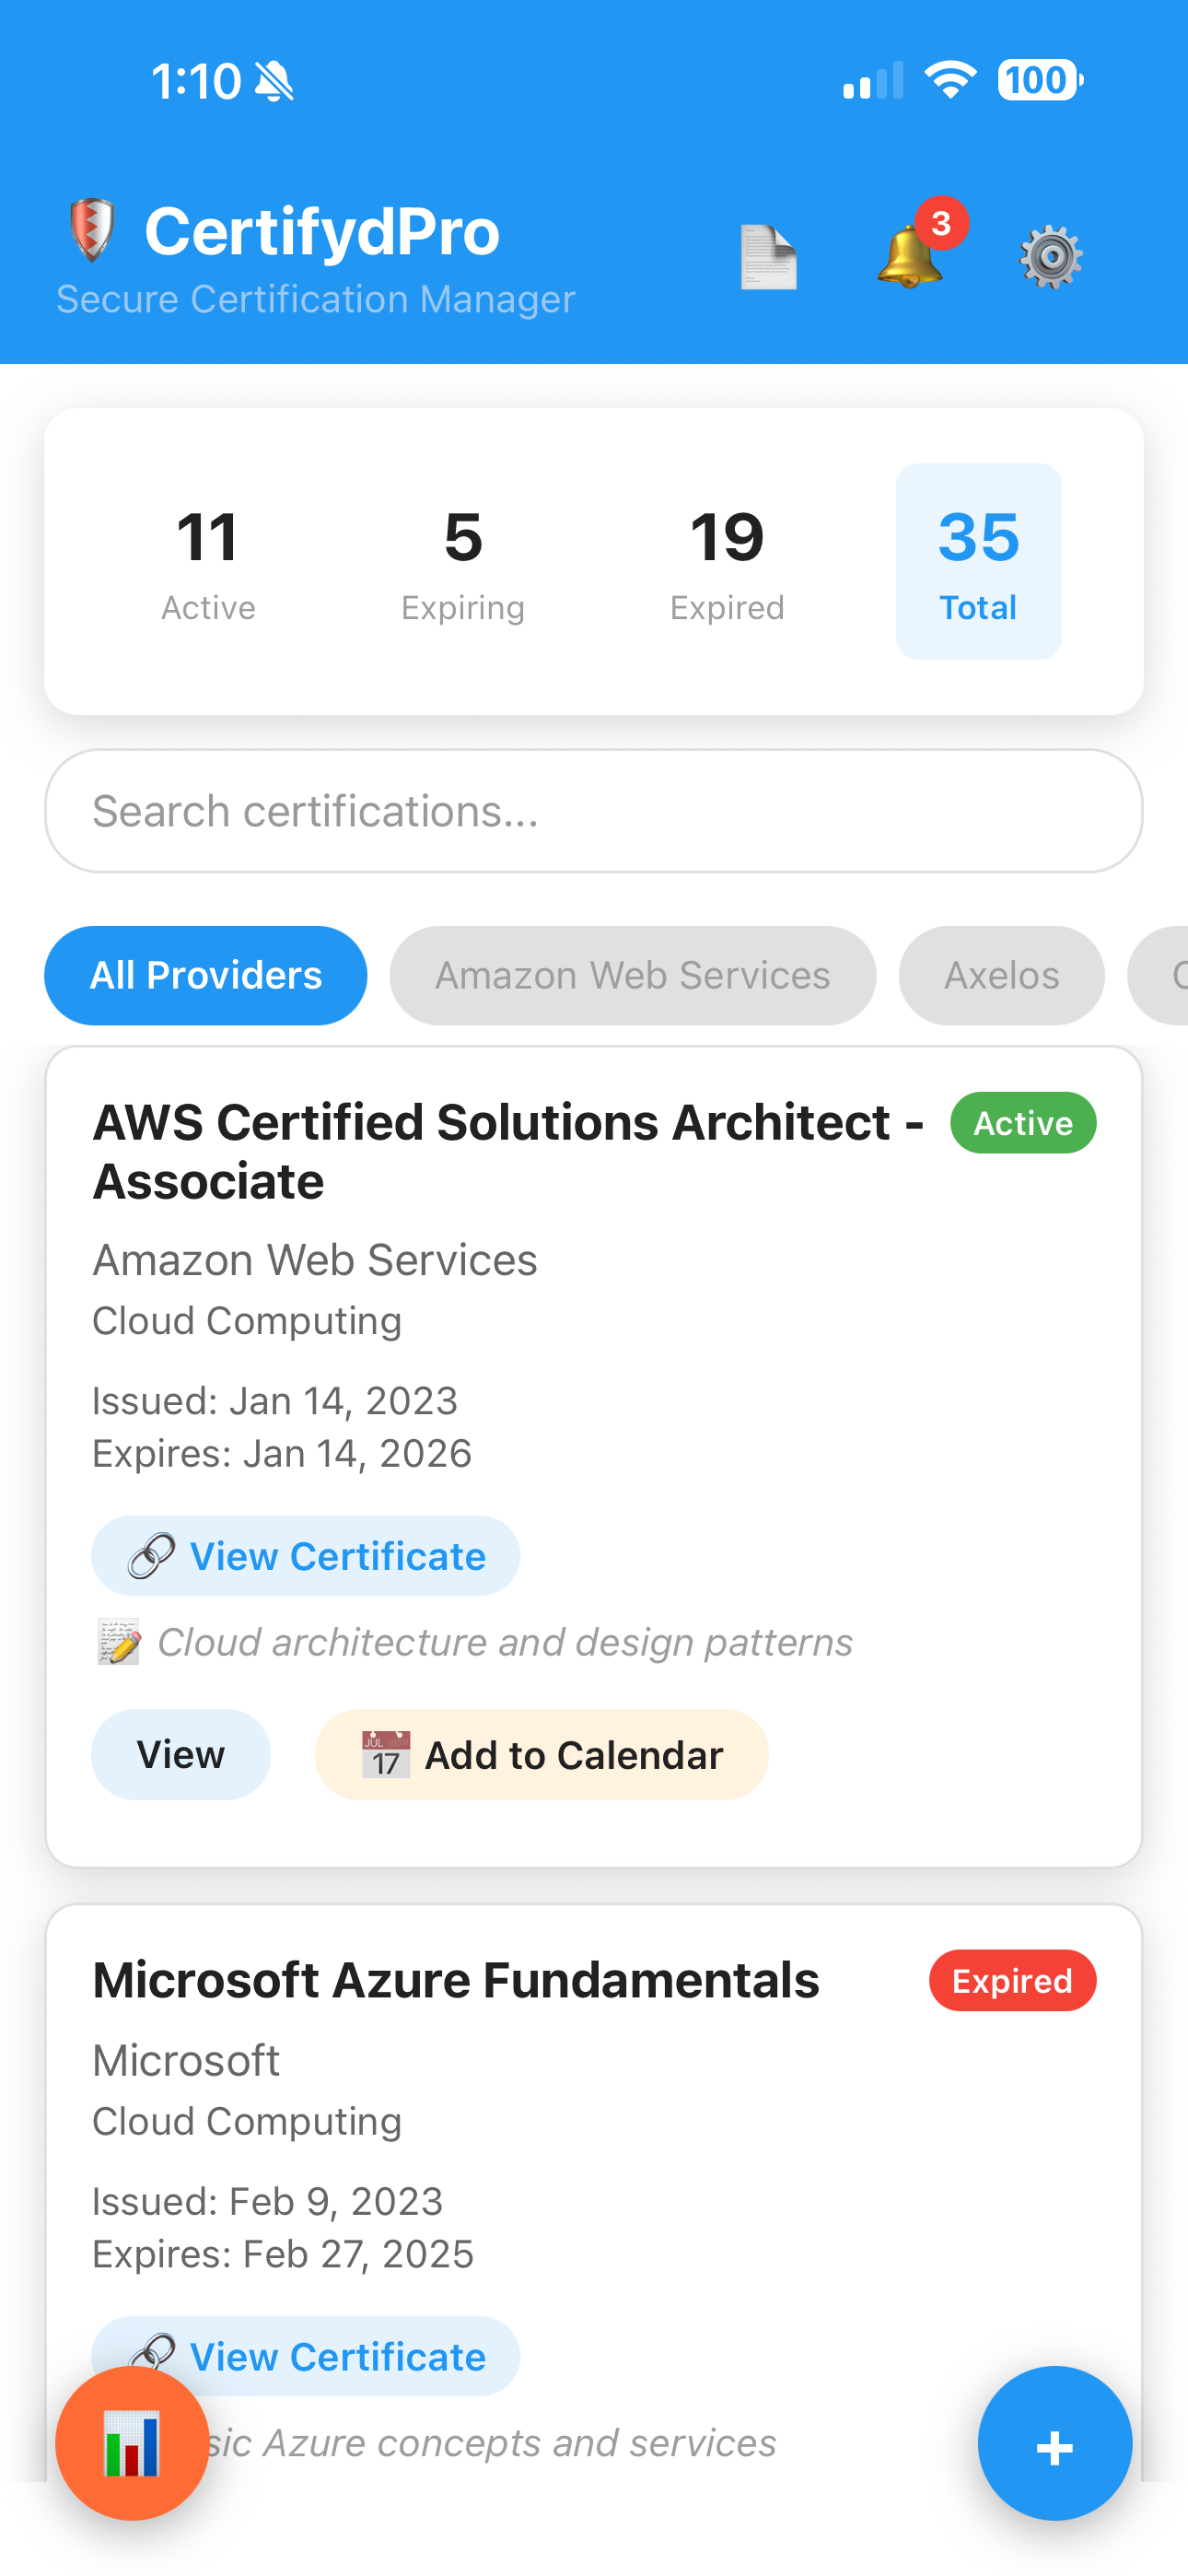 1:10
100
CertifydPro
Secure Certification Manager
3
11
Active
5
Expiring
19
Expired
35
Total
Search certifications...
All Providers
Amazon Web Services
Axelos
AWS Certified Solutions Architect -
Associate
Active
Amazon Web Services
Cloud Computing
Issued: Jan 14, 2023
Expires: Jan 14, 2026
View Certificate
Cloud architecture and design patterns
View
JUL
17
Add to Calendar
Microsoft Azure Fundamentals
Expired
Microsoft
Cloud Computing
Issued: Feb 9, 2023
Expires: Feb 27, 2025
View Certificate
Azure concepts and services
+